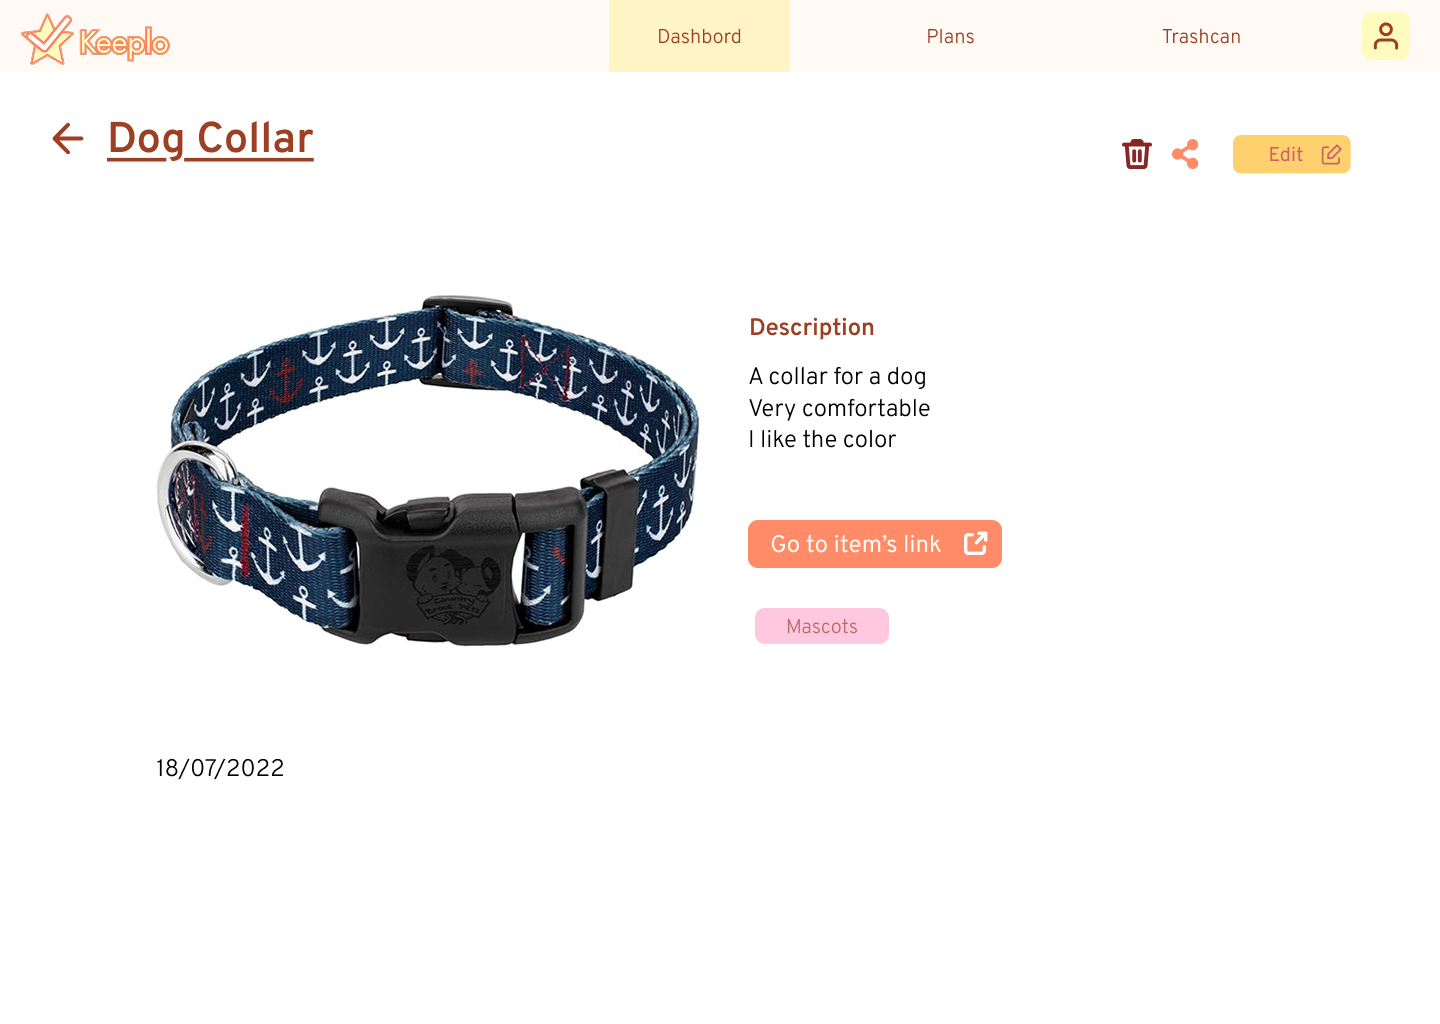 Keeplo
Dashbord
Plans
Trashcan
Dog Collar
Edit
Description
A collar for a dog
Very comfortable
I like the color
Go to item’s link
Country
Brook Petz
Mascots
18/07/2022